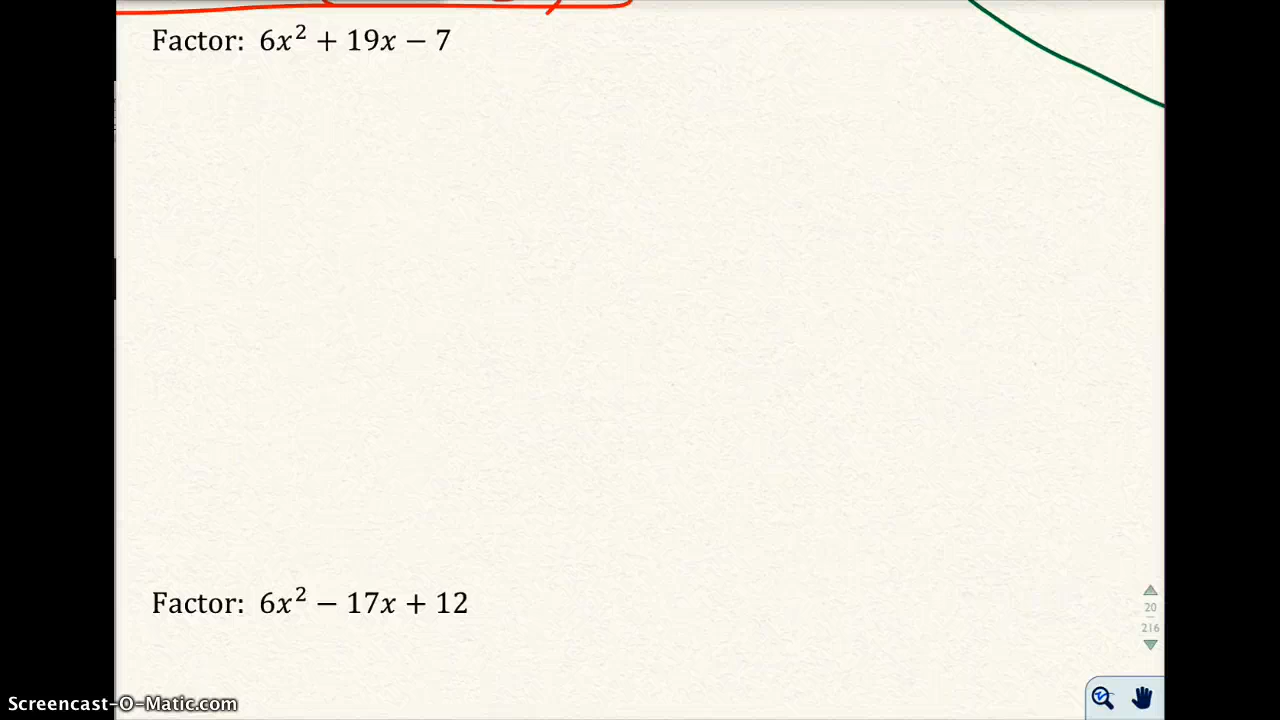 Factor: 6x² + 19x − 7
Factor: 6x² − 17x + 12
20
216
Screencast-O-Matic.com